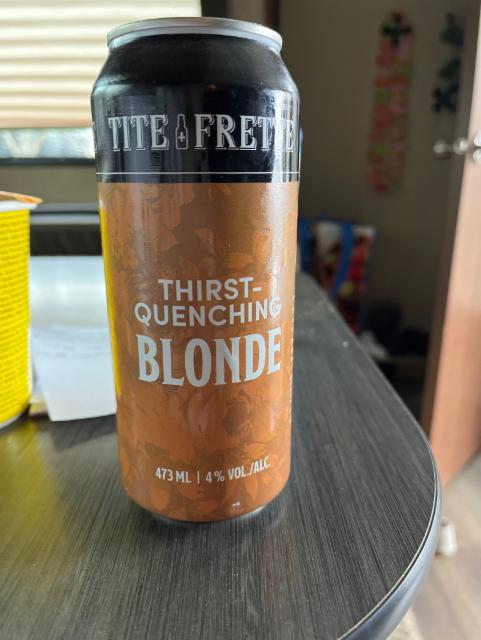 TITE FRETTE
THIRST-
QUENCHING
BLONDE
473 ML | 4 % VOL./ALC.